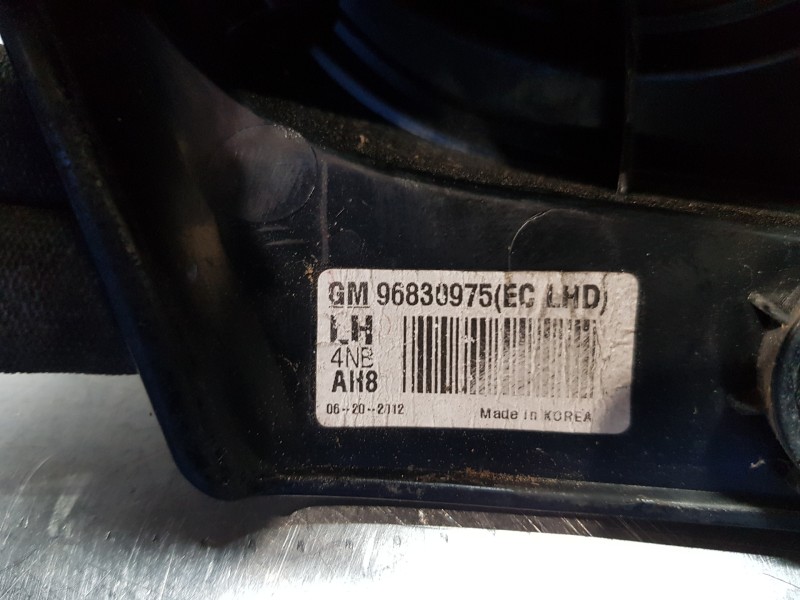 GM 96830975(EC LHD)
LH
4NB
AH8
06-20-2012
Made in KOREA